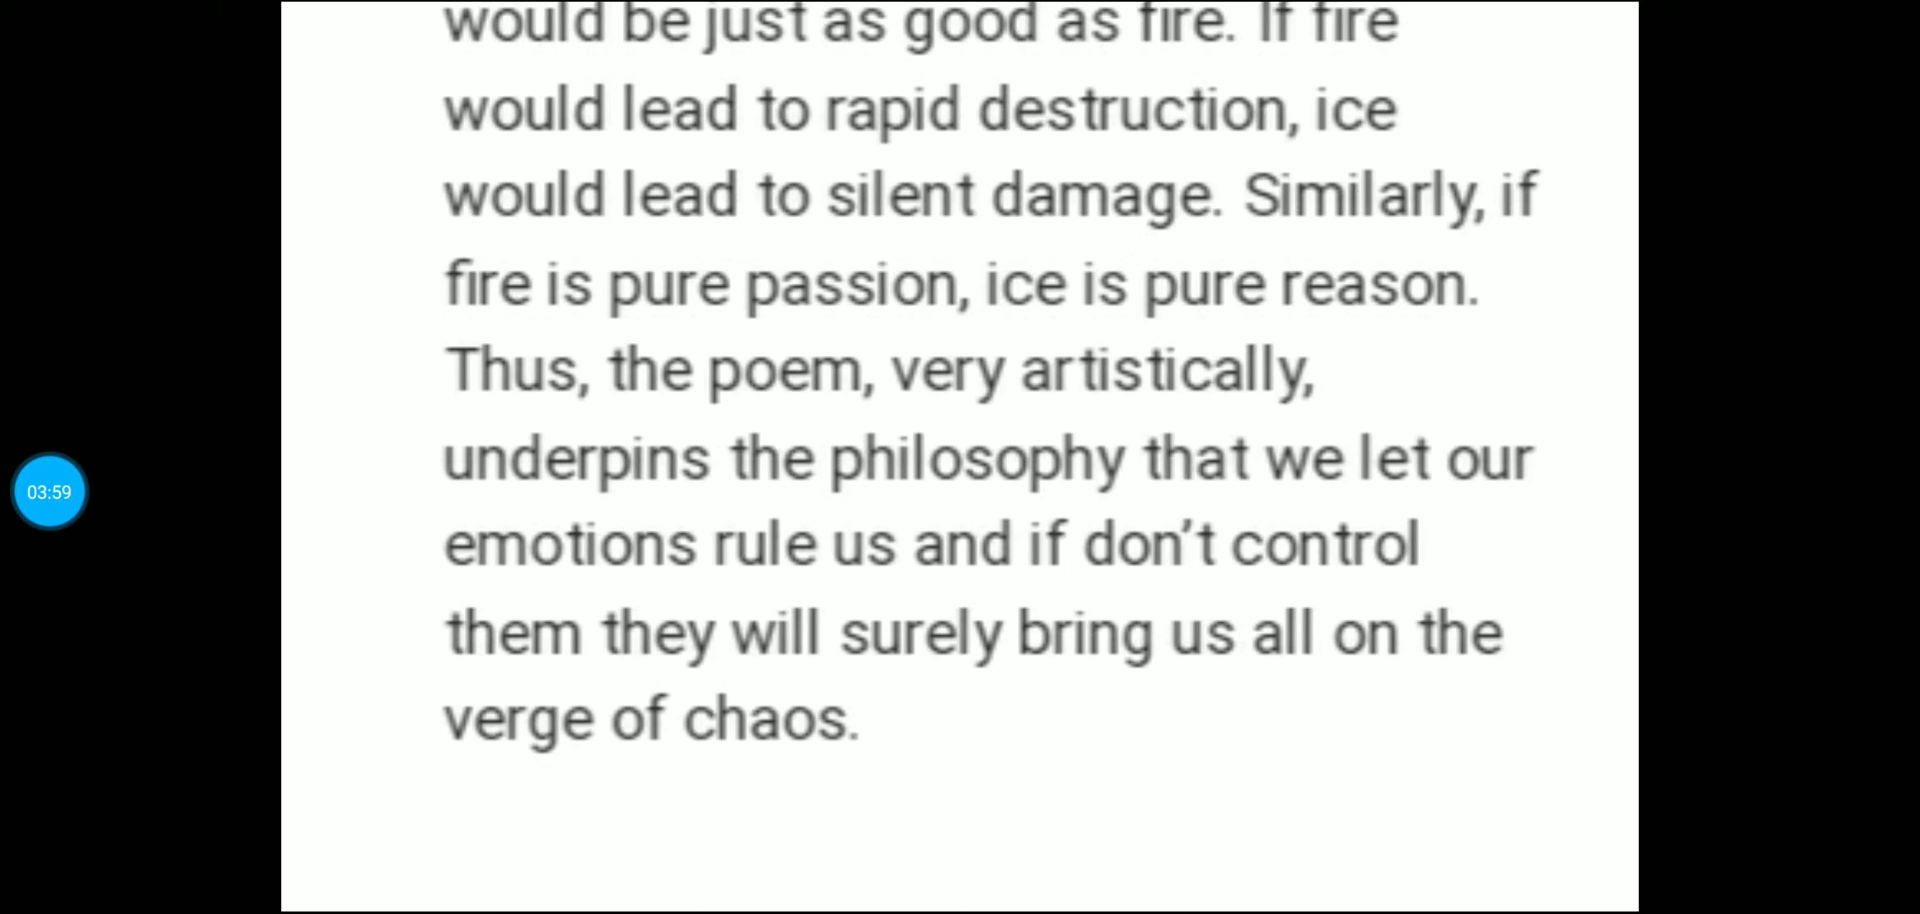 would be just as good as fire. If fire
would lead to rapid destruction, ice
would lead to silent damage. Similarly, if
fire is pure passion, ice is pure reason.
Thus, the poem, very artistically,
underpins the philosophy that we let our
03:59
emotions rule us and if don’t control
them they will surely bring us all on the
verge of chaos.